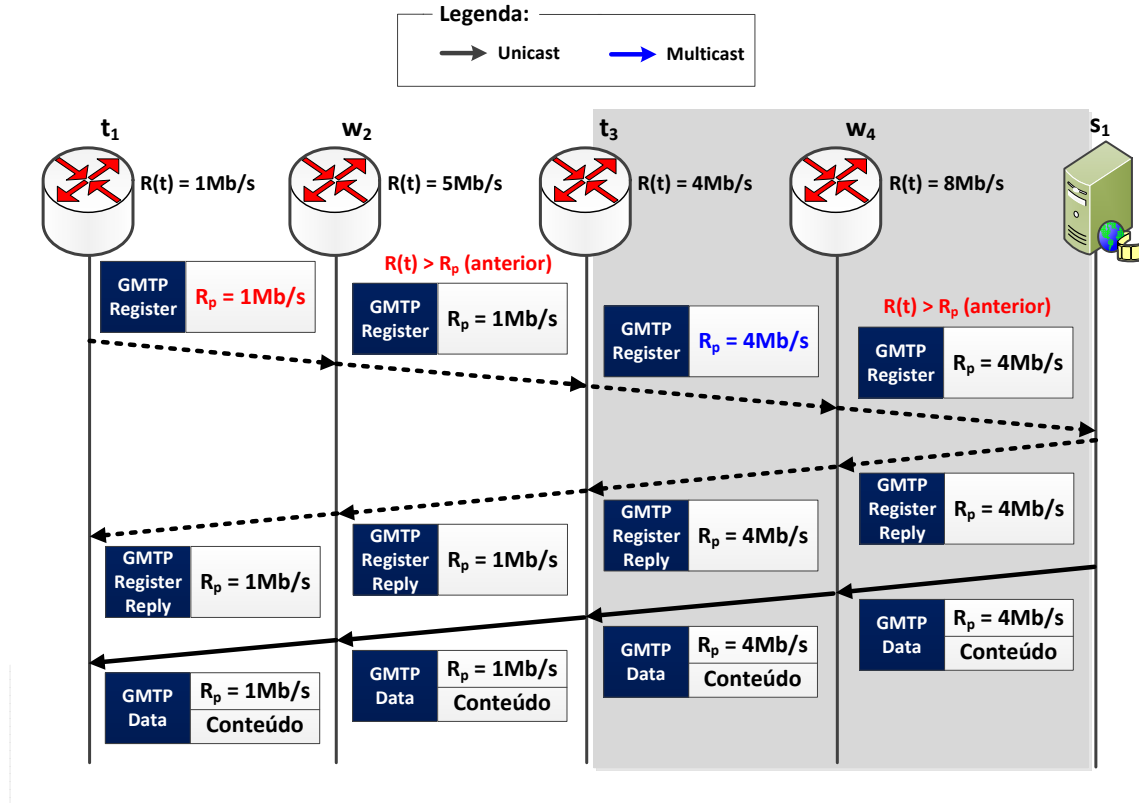 Legenda:
Unicast
Multicast
t1
w2
t3
w4
s1
R(t) = 1Mb/s
R(t) = 5Mb/s
R(t) = 4Mb/s
R(t) = 8Mb/s
GMTP
Register
Rp = 1Mb/s
R(t) > Rp (anterior)
GMTP
Register
Rp = 1Mb/s
GMTP
Register
Rp = 4Mb/s
R(t) > Rp (anterior)
GMTP
Register
Rp = 4Mb/s
GMTP
Register
Reply
Rp = 1Mb/s
GMTP
Register
Reply
Rp = 1Mb/s
GMTP
Register
Reply
Rp = 4Mb/s
GMTP
Register
Reply
Rp = 4Mb/s
GMTP
Data
Rp = 1Mb/s
Conteúdo
GMTP
Data
Rp = 1Mb/s
Conteúdo
GMTP
Data
Rp = 4Mb/s
Conteúdo
GMTP
Data
Rp = 4Mb/s
Conteúdo